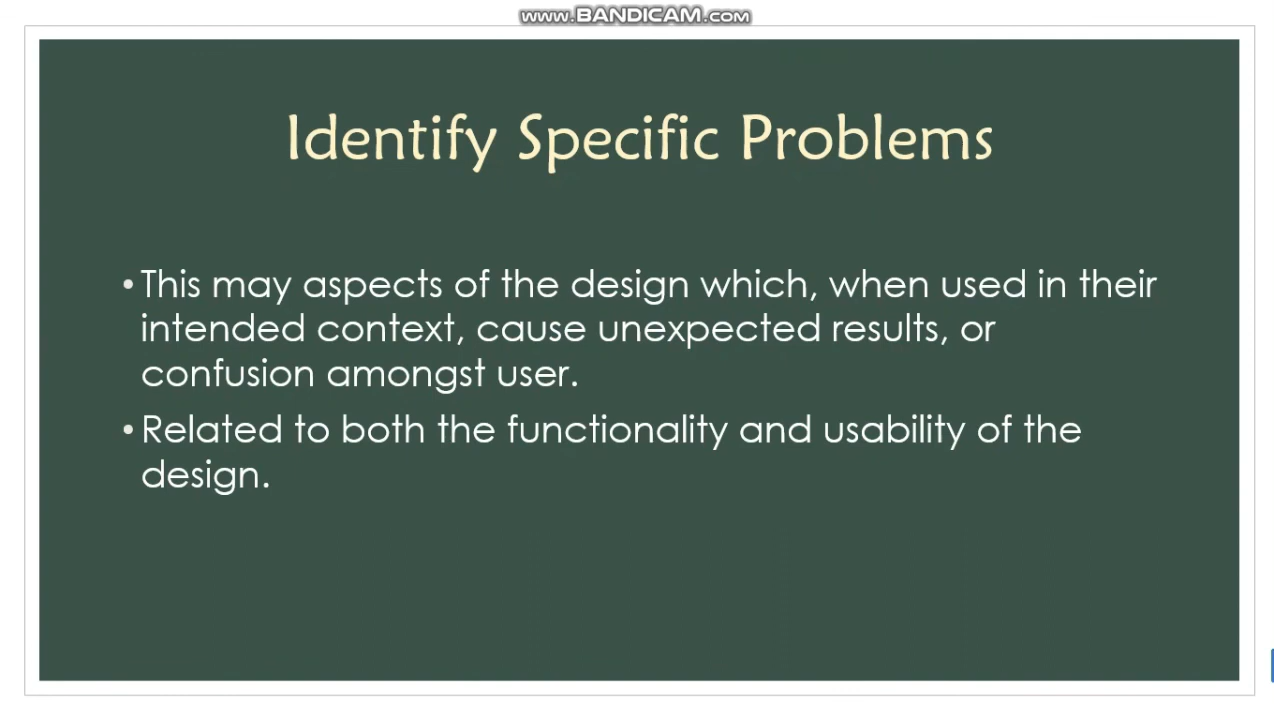 www.BANDICAM.com
Identify Specific Problems
•This may aspects of the design which, when used in their
intended context, cause unexpected results, or
confusion amongst user.
•Related to both the functionality and usability of the
design.